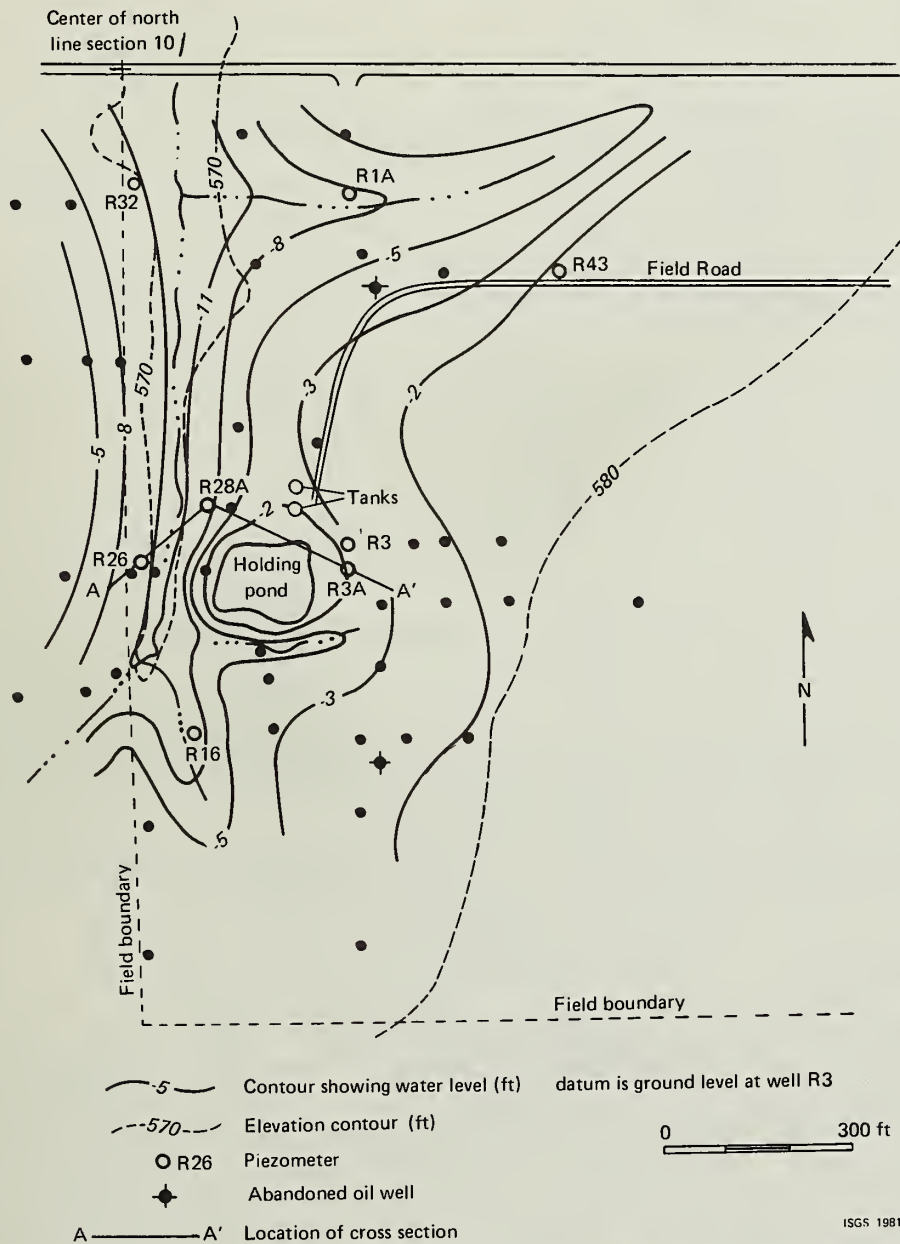 Center of north
line section 10
570
R1A
R32
-8
-5
R43
Field Road
-11
570
-3
-2
-8
-5
580
R28A
-2
Tanks
R26
R3
Holding
pond
A
R3A
A'
N
-3
R16
-5
Field boundary
Field boundary
-5 Contour showing water level (ft) datum is ground level at well R3
570 Elevation contour (ft)
R26 Piezometer
Abandoned oil well
A A' Location of cross section
0 300 ft
ISGS 1981